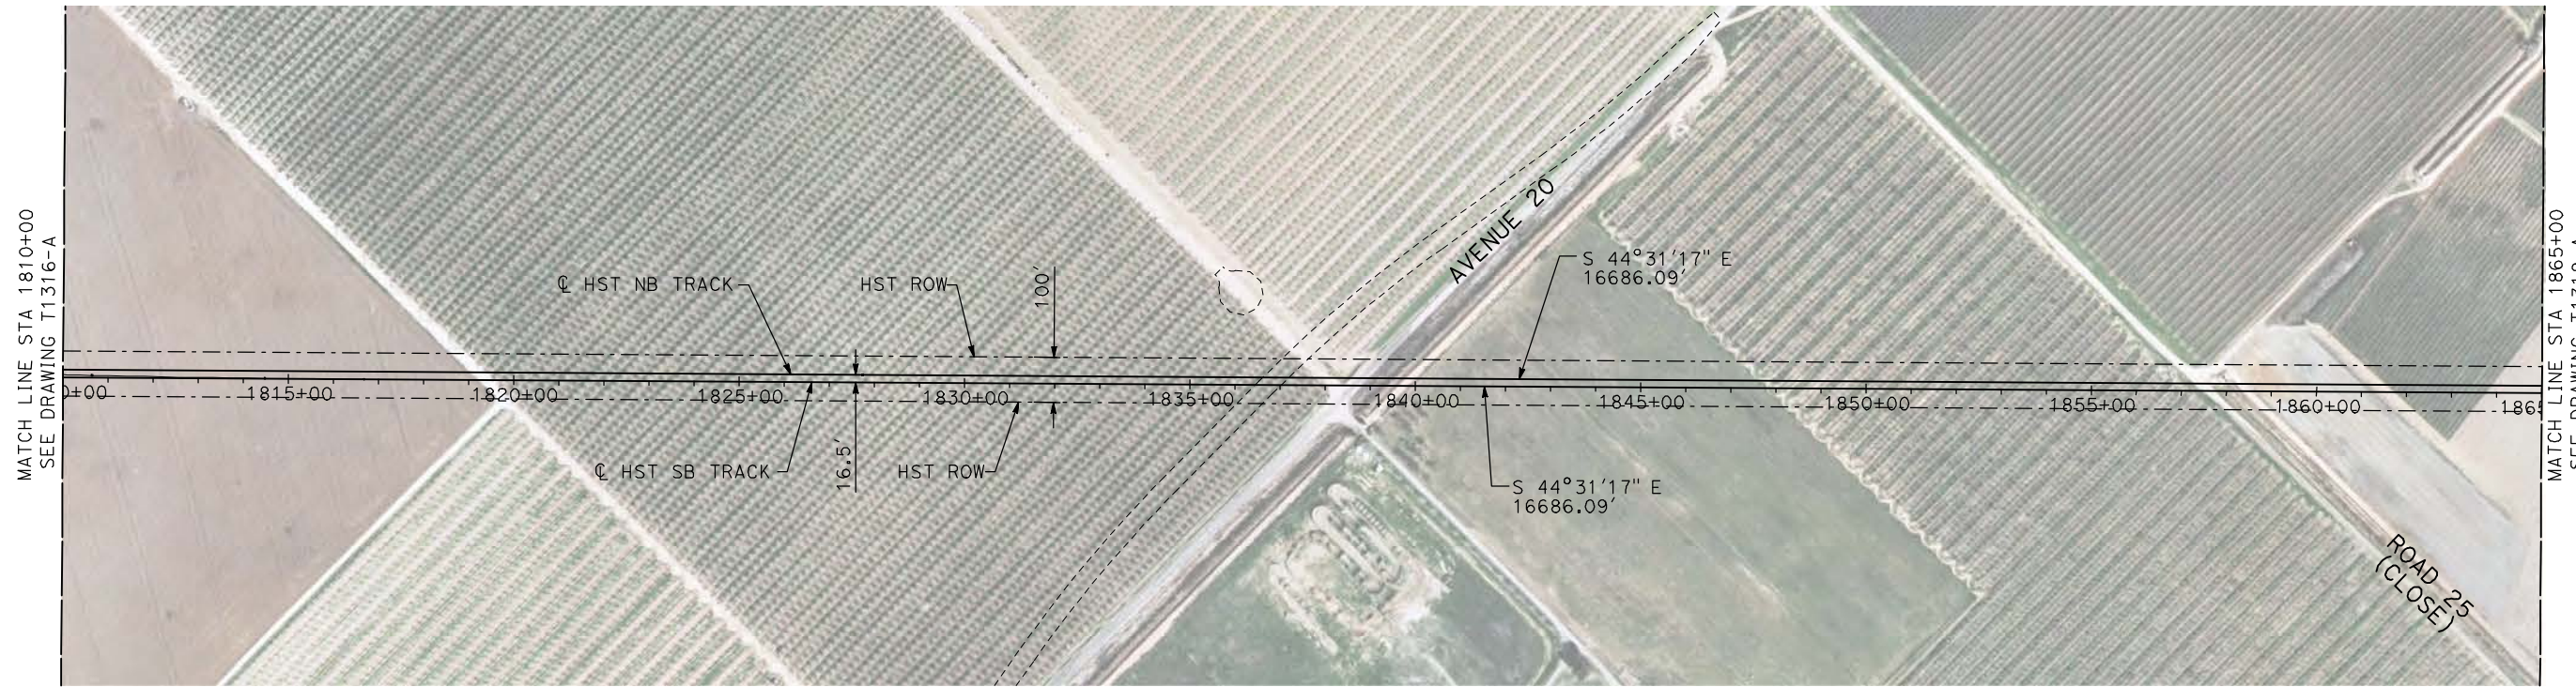 MATCH LINE STA 1810+00
SEE DRAWING T1316-A
℄ HST NB TRACK
HST ROW
100'
AVENUE 20
S 44°31'17" E
16686.09'
0+00
1815+00
1820+00
1825+00
1830+00
1835+00
1840+00
1845+00
1850+00
1855+00
1860+00
1865
℄ HST SB TRACK
16.5'
HST ROW
S 44°31'17" E
16686.09'
ROAD 25
(CLOSE)
MATCH LINE STA 1865+00